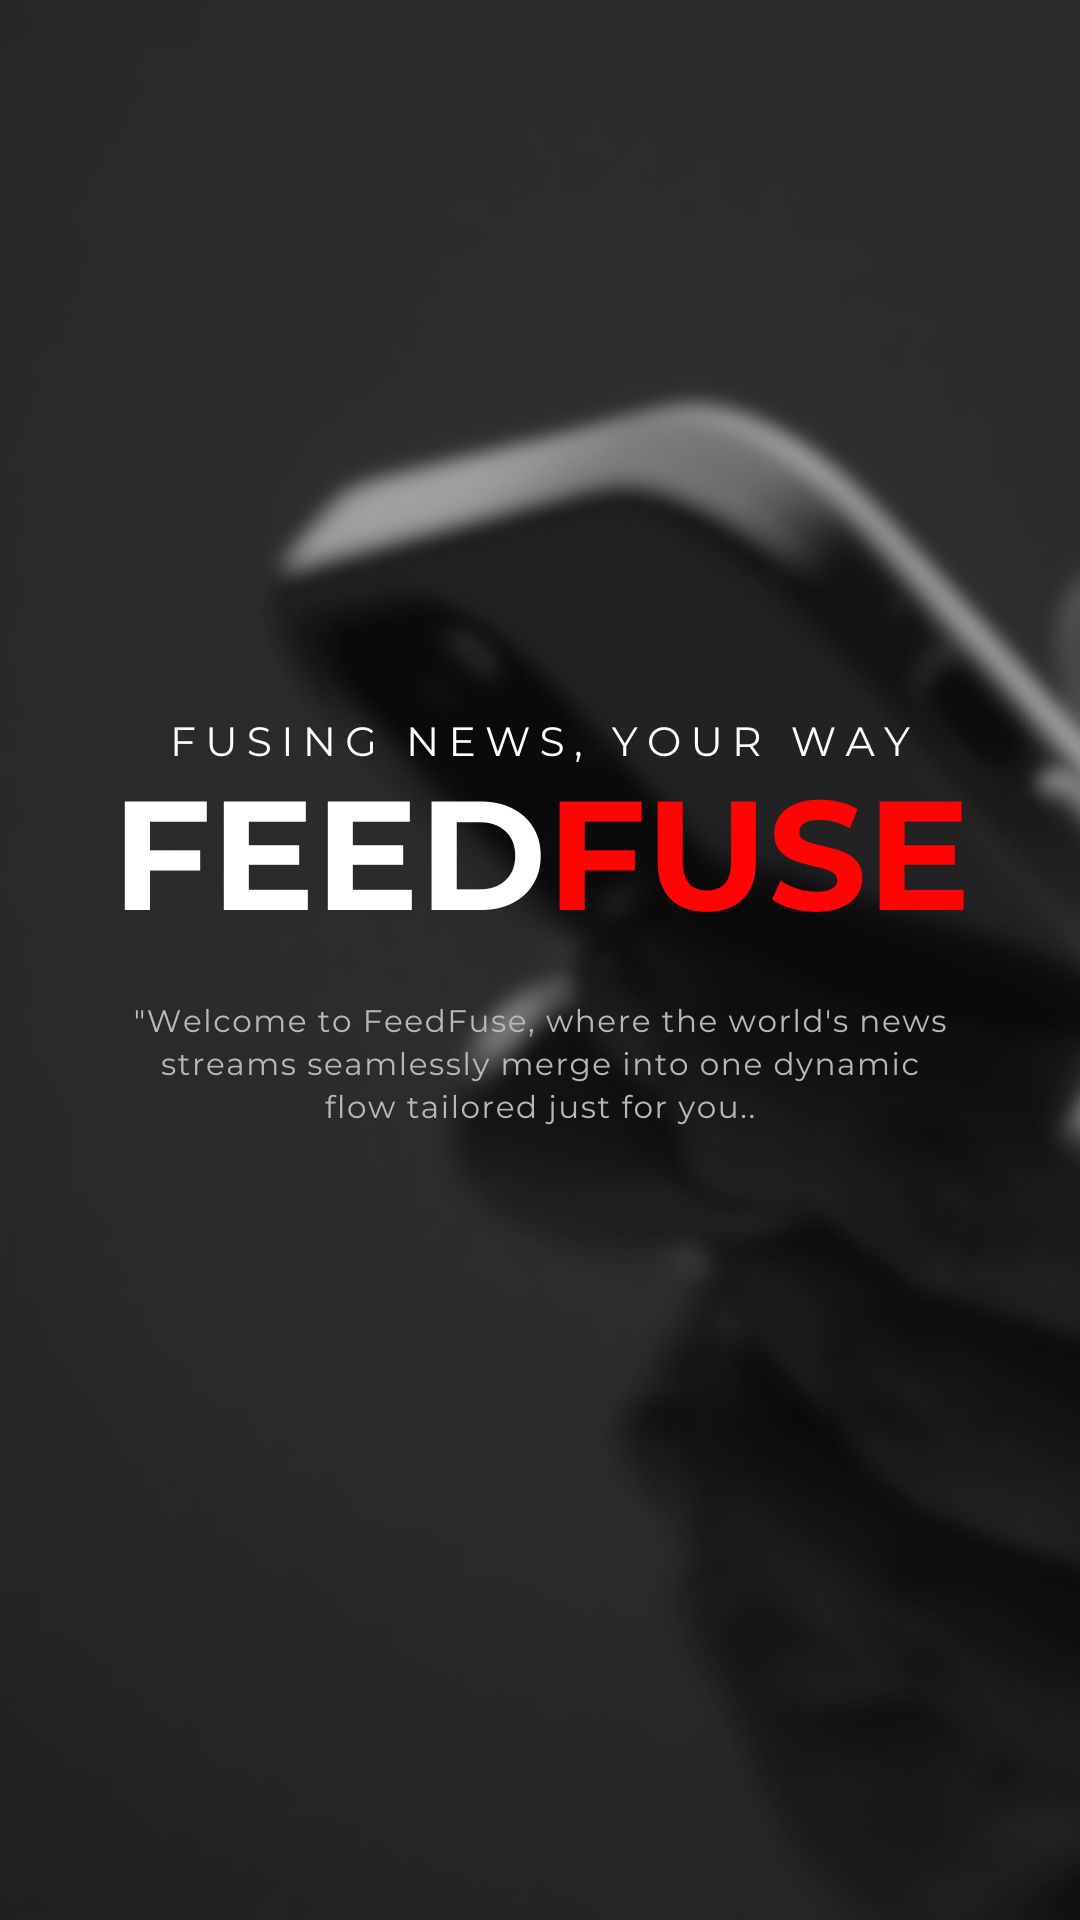 FUSING NEWS, YOUR WAY
FEEDFUSE
"Welcome to FeedFuse, where the world's news
streams seamlessly merge into one dynamic
flow tailored just for you..